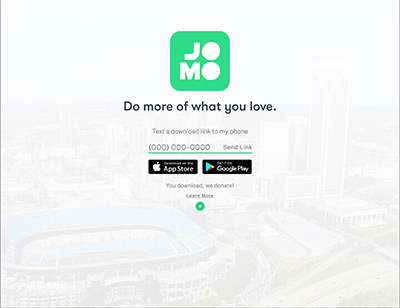 JO
MO
Do more of what you love.
Text a download link to my phone
(000) 000-0000 Send Link
Download on the
App Store
GET IT ON
Google Play
You download, we donate!
Learn More